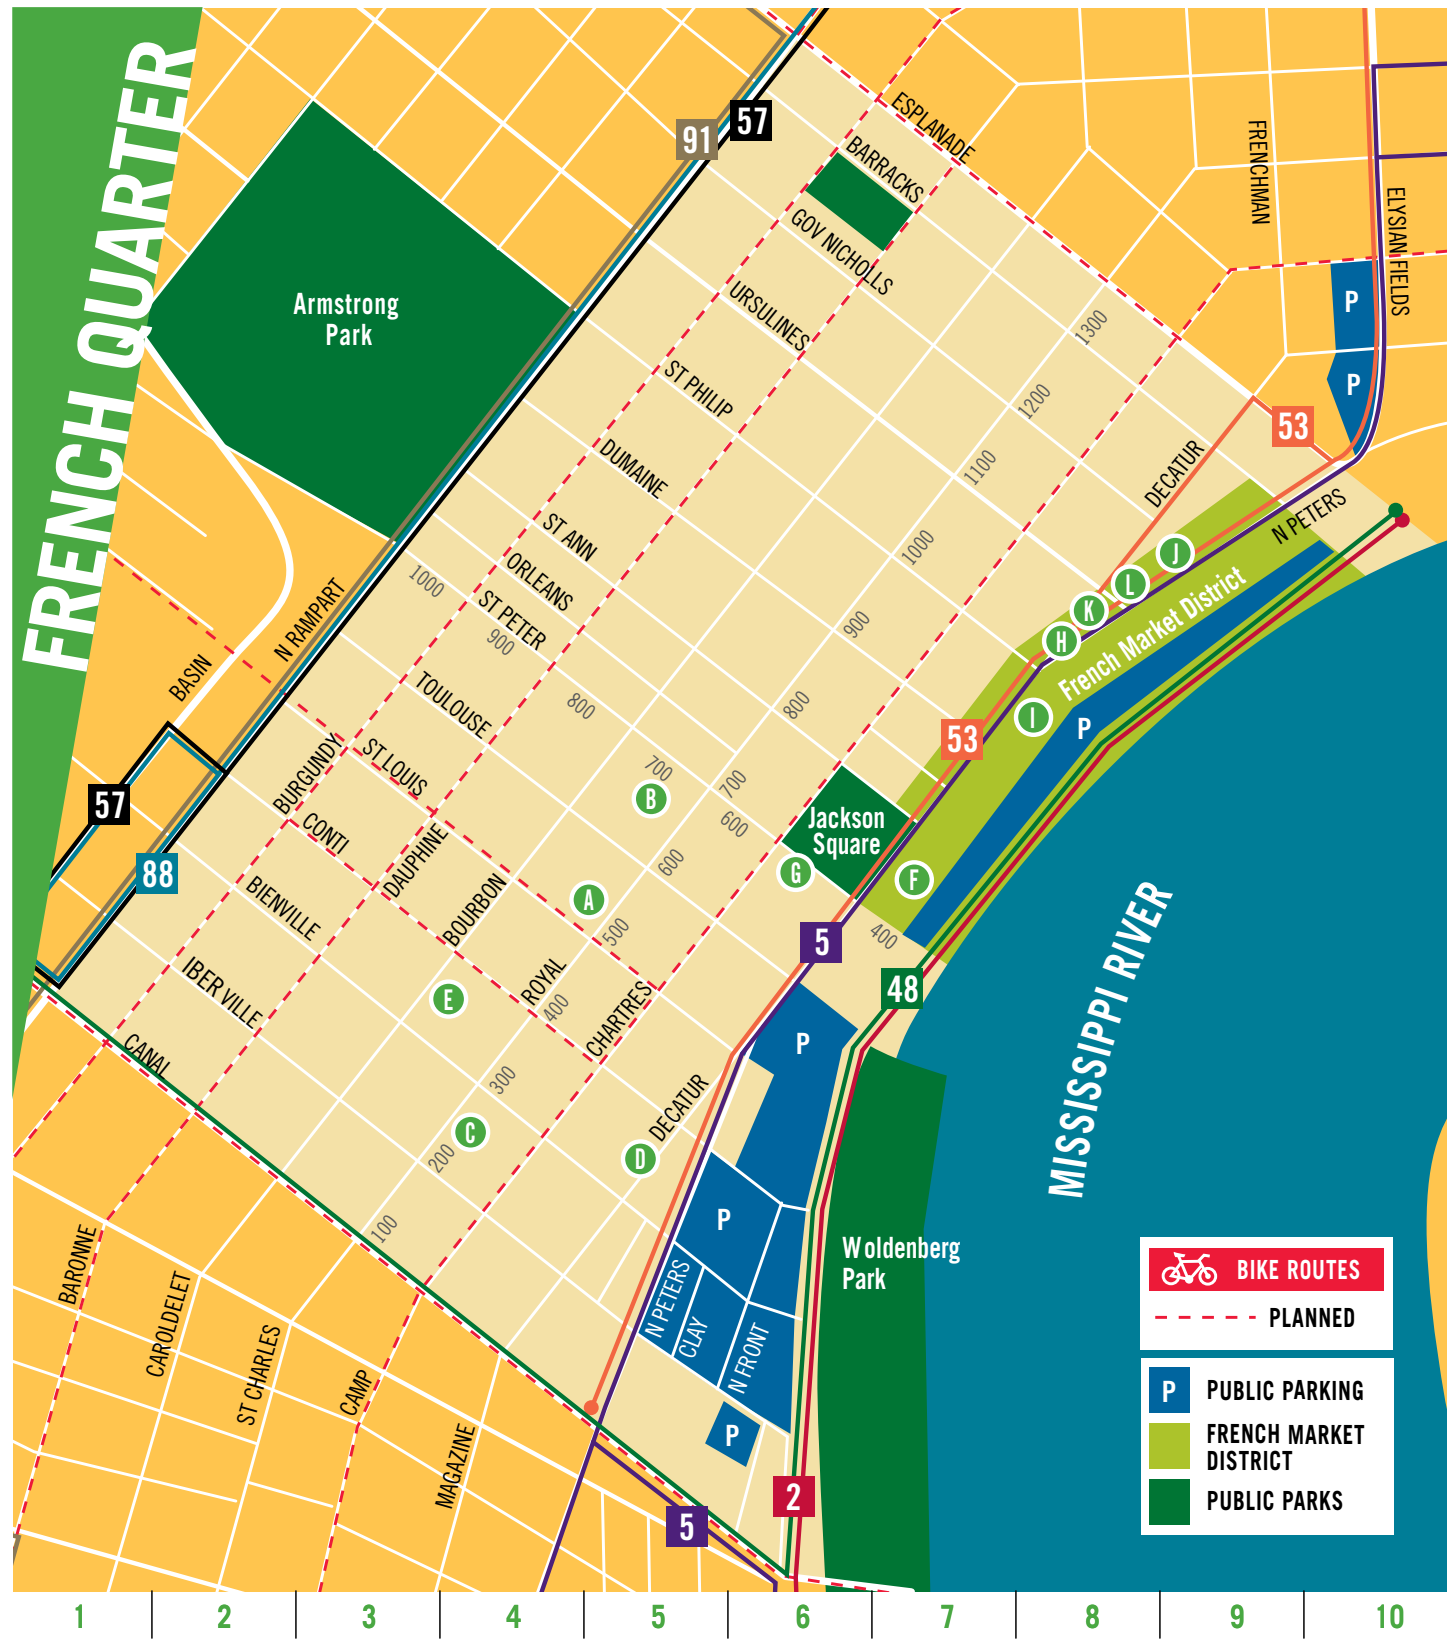 FRENCH QUARTER
91
57
ESPLANADE
BARRACKS
GOV NICHOLLS
URSULINES
ST PHILIP
DUMAINE
ST ANN
ORLEANS
ST PETER
TOULOUSE
ST LOUIS
CONTI
BIENVILLE
IBERVILLE
CANAL
FRENCHMAN
ELYSIAN FIELDS
Armstrong
Park
P
P
1300
1200
1100
1000
900
800
700
600
500
400
300
200
100
1000
900
800
700
600
400
53
DECATUR
N PETERS
J
L
K
H
I
French Market District
P
53
N RAMPART
BASIN
57
88
BURGUNDY
DAUPHINE
BOURBON
ROYAL
CHARTRES
DECATUR
B
A
E
C
D
G
F
Jackson
Square
5
48
P
P
N PETERS
CLAY
N FRONT
P
2
5
Woldenberg
Park
MISSISSIPPI RIVER
BARONNE
CAROLDELET
ST CHARLES
CAMP
MAGAZINE
BIKE ROUTES
PLANNED
P PUBLIC PARKING
FRENCH MARKET
DISTRICT
PUBLIC PARKS
1 2 3 4 5 6 7 8 9 10